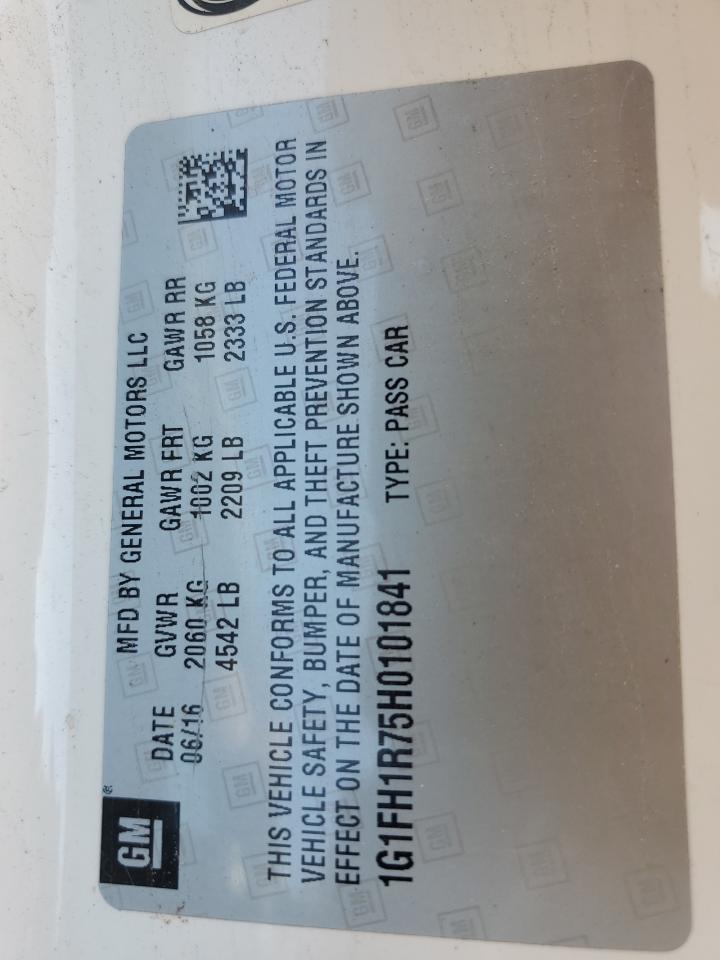 GM ®
MFD BY GENERAL MOTORS LLC
DATE GVWR GAWR FRT GAWR RR
06/16 2060 KG 1002 KG 1058 KG
4542 LB 2209 LB 2333 LB
THIS VEHICLE CONFORMS TO ALL APPLICABLE U.S. FEDERAL MOTOR
VEHICLE SAFETY, BUMPER, AND THEFT PREVENTION STANDARDS IN
EFFECT ON THE DATE OF MANUFACTURE SHOWN ABOVE.
1G1FH1R75H0101841 TYPE: PASS CAR